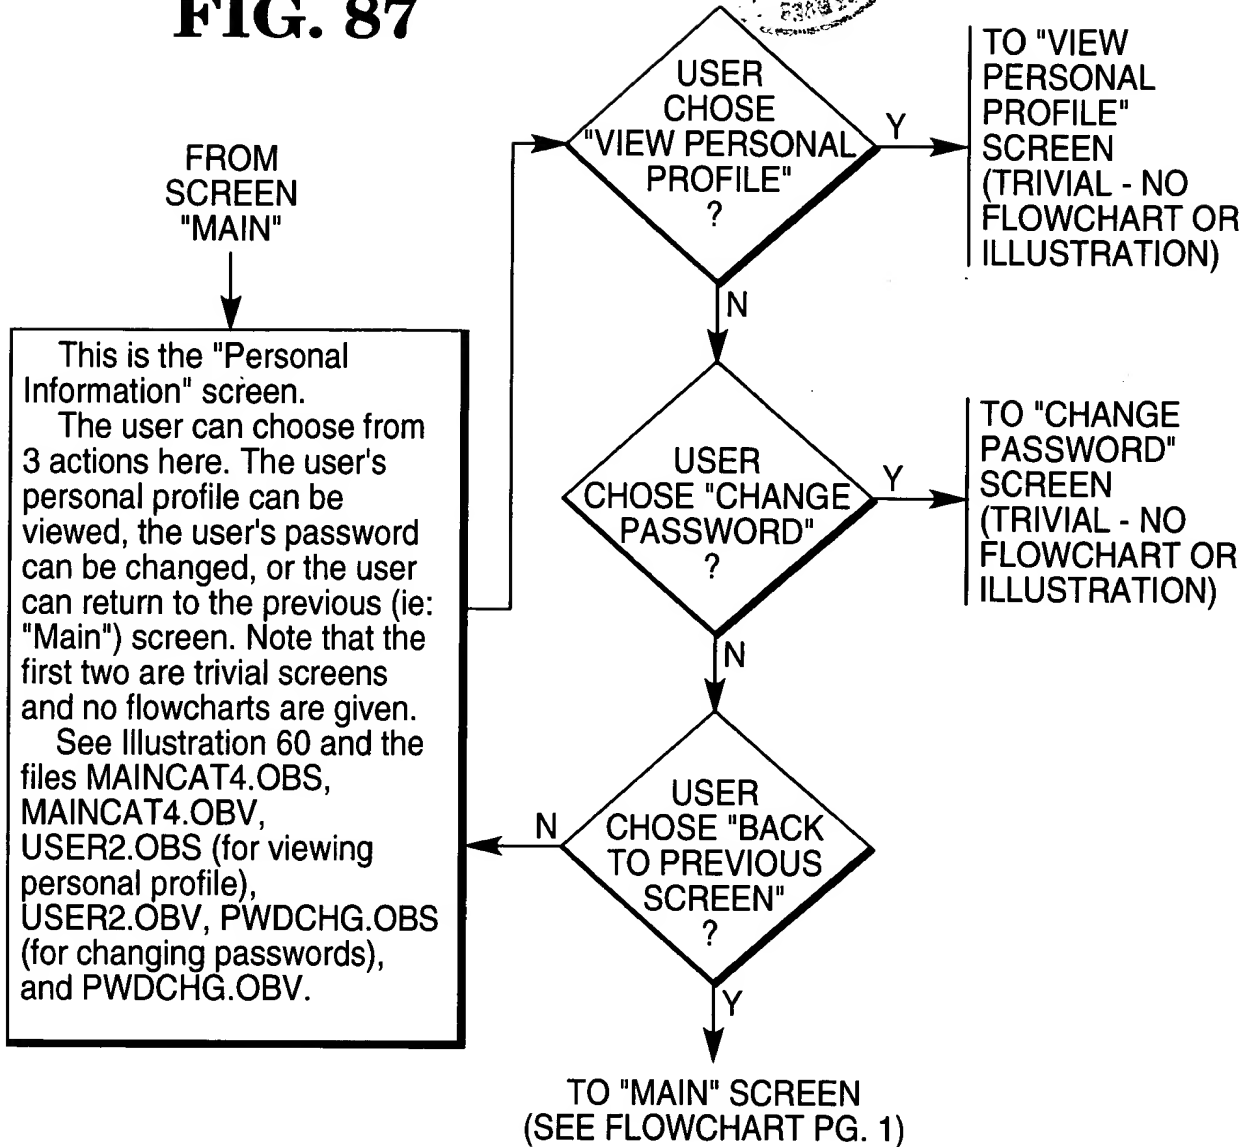 FIG. 87
FROM
SCREEN
"MAIN"
This is the "Personal
Information" screen.
The user can choose from
3 actions here. The user's
personal profile can be
viewed, the user's password
can be changed, or the user
can return to the previous (ie:
"Main") screen. Note that the
first two are trivial screens
and no flowcharts are given.
See Illustration 60 and the
files MAINCAT4.OBS,
MAINCAT4.OBV,
USER2.OBS (for viewing
personal profile),
USER2.OBV, PWDCHG.OBS
(for changing passwords),
and PWDCHG.OBV.
USER
CHOSE
"VIEW PERSONAL
PROFILE"
?
Y
TO "VIEW
PERSONAL
PROFILE"
SCREEN
(TRIVIAL - NO
FLOWCHART OR
ILLUSTRATION)
N
USER
CHOSE "CHANGE
PASSWORD"
?
Y
TO "CHANGE
PASSWORD"
SCREEN
(TRIVIAL - NO
FLOWCHART OR
ILLUSTRATION)
N
USER
CHOSE "BACK
TO PREVIOUS
SCREEN"
?
N
Y
TO "MAIN" SCREEN
(SEE FLOWCHART PG. 1)